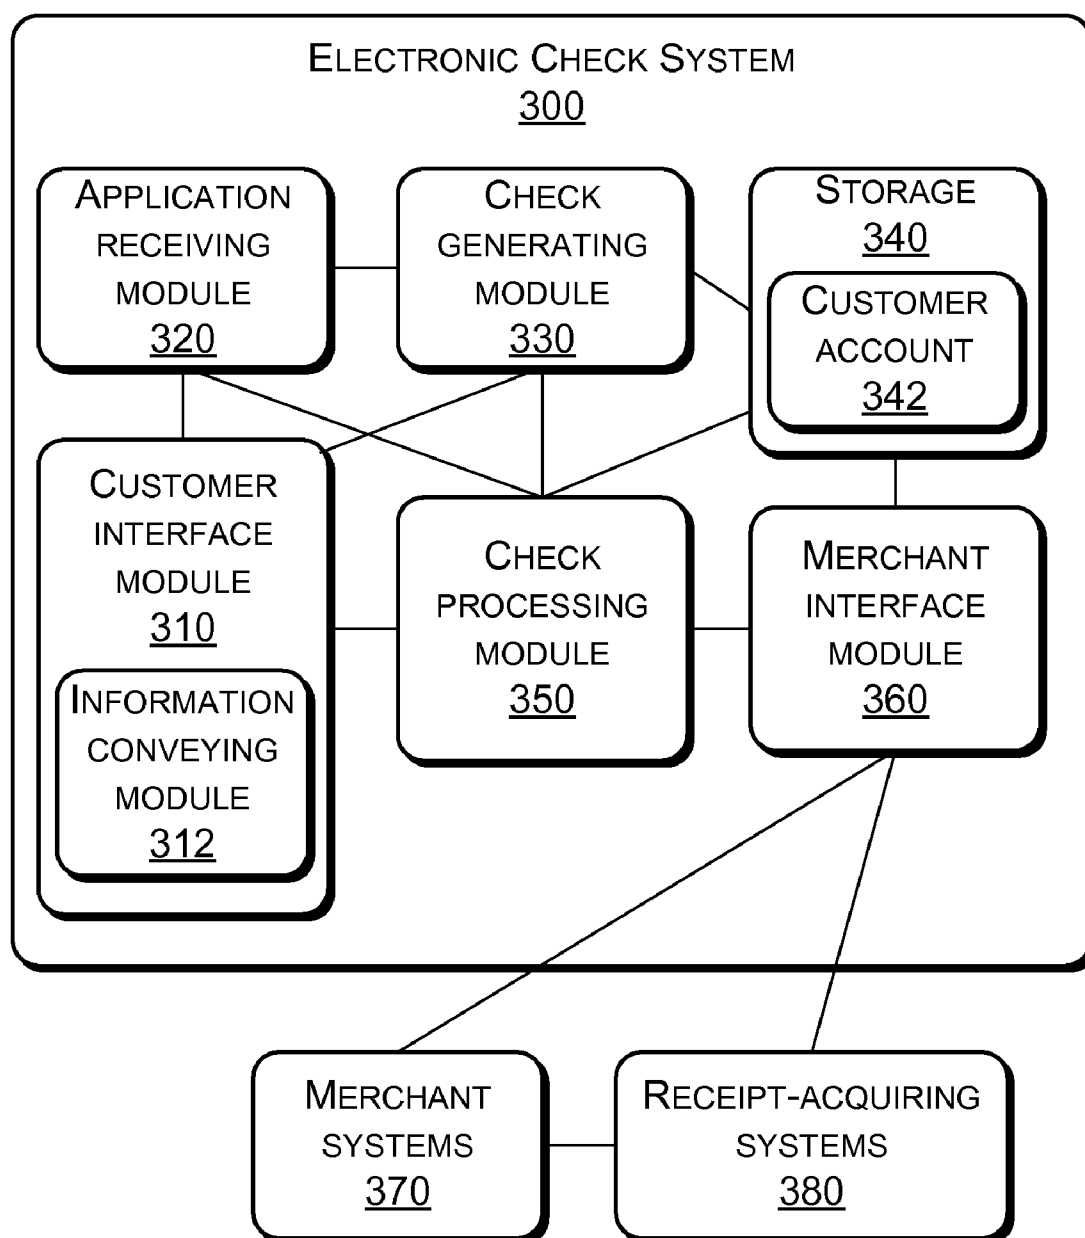 ELECTRONIC CHECK SYSTEM
300
APPLICATION
RECEIVING
MODULE
320
CHECK
GENERATING
MODULE
330
STORAGE
340
CUSTOMER
ACCOUNT
342
CUSTOMER
INTERFACE
MODULE
310
INFORMATION
CONVEYING
MODULE
312
CHECK
PROCESSING
MODULE
350
MERCHANT
INTERFACE
MODULE
360
MERCHANT
SYSTEMS
370
RECEIPT-ACQUIRING
SYSTEMS
380